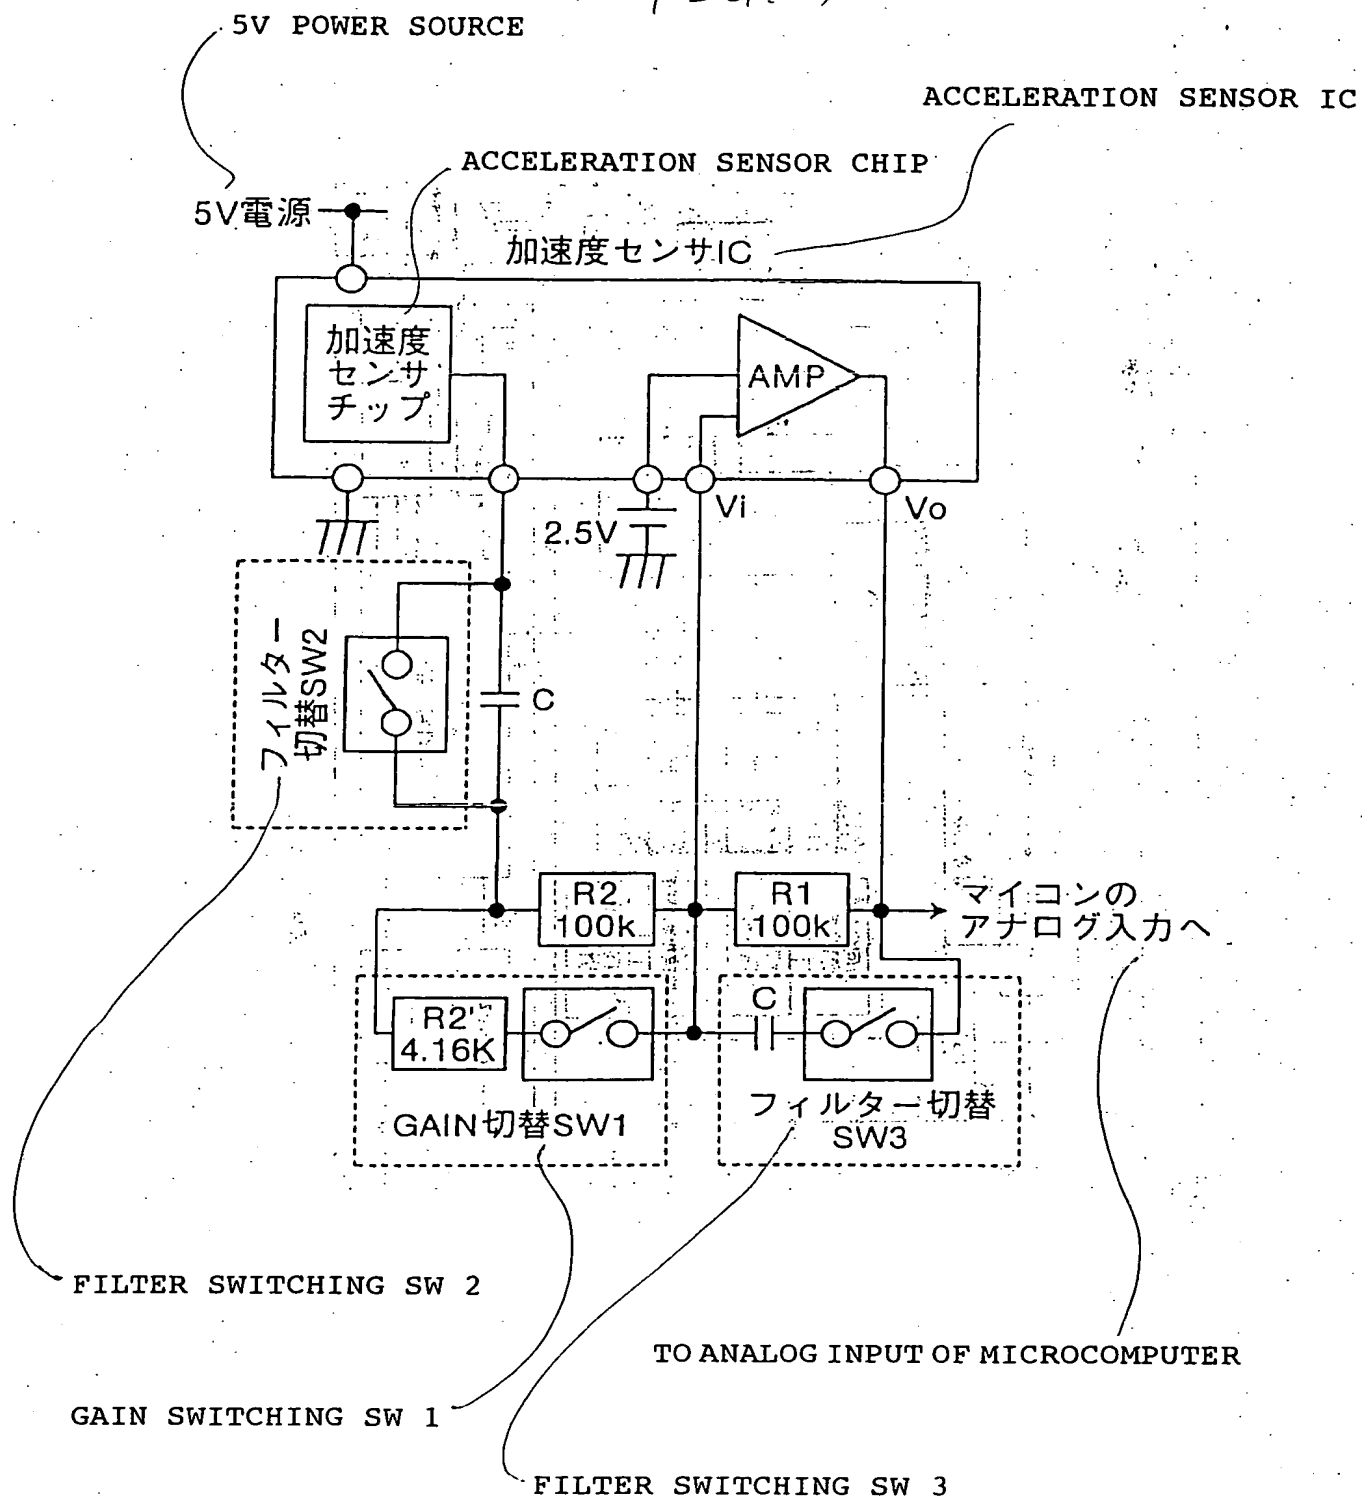 5V POWER SOURCE
ACCELERATION SENSOR IC
ACCELERATION SENSOR CHIP
5V電源
加速度センサIC
加速度
センサ
チップ
AMP
Vi
Vo
2.5V
フィルター
切替SW2
C
R2
100k
R1
100k
マイコンの
アナログ入力へ
R2'
4.16K
C
GAIN切替SW1
フィルター切替
SW3
FILTER SWITCHING SW 2
TO ANALOG INPUT OF MICROCOMPUTER
GAIN SWITCHING SW 1
FILTER SWITCHING SW 3